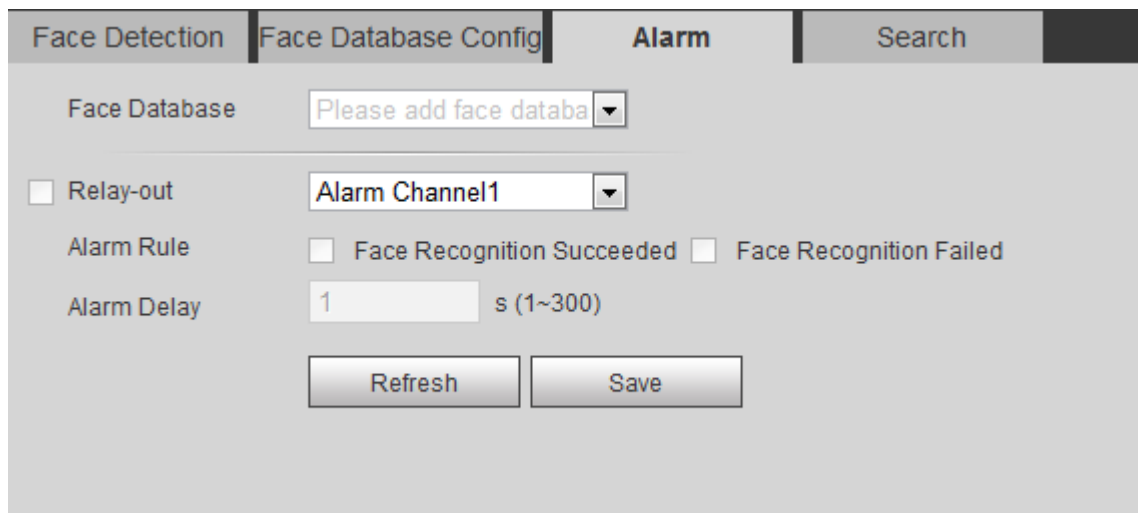 Face Detection Face Database Config Alarm Search
Face Database Please add face databa
Relay-out Alarm Channel1
Alarm Rule Face Recognition Succeeded Face Recognition Failed
Alarm Delay 1 s (1~300)
Refresh Save